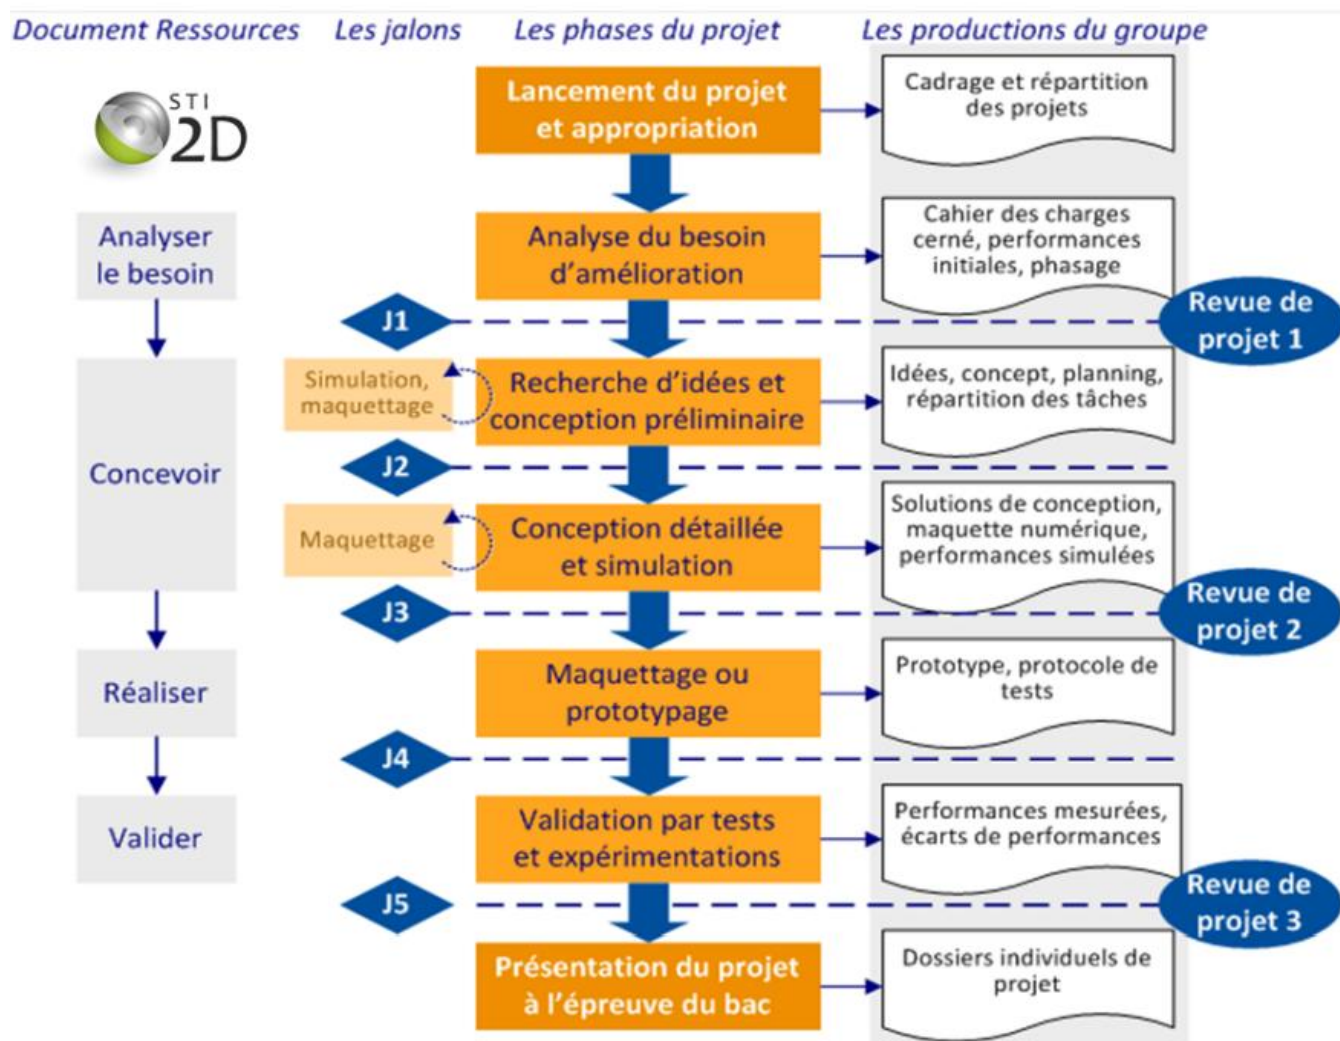 Document Ressources
Les jalons
Les phases du projet
Les productions du groupe
STI
2D
Lancement du projet
et appropriation
Cadrage et répartition
des projets
Analyser
le besoin
Analyse du besoin
d'amélioration
Cahier des charges
cerné, performances
initiales, phasage
J1
Revue de
projet 1
Concevoir
Simulation,
maquettage
Recherche d'idées et
conception préliminaire
Idées, concept, planning,
répartition des tâches
J2
Maquettage
Conception détaillée
et simulation
Solutions de conception,
maquette numérique,
performances simulées
J3
Revue de
projet 2
Réaliser
Maquettage ou
prototypage
Prototype, protocole de
tests
J4
Valider
Validation par tests
et expérimentations
Performances mesurées,
écarts de performances
J5
Revue de
projet 3
Présentation du projet
à l'épreuve du bac
Dossiers individuels de
projet